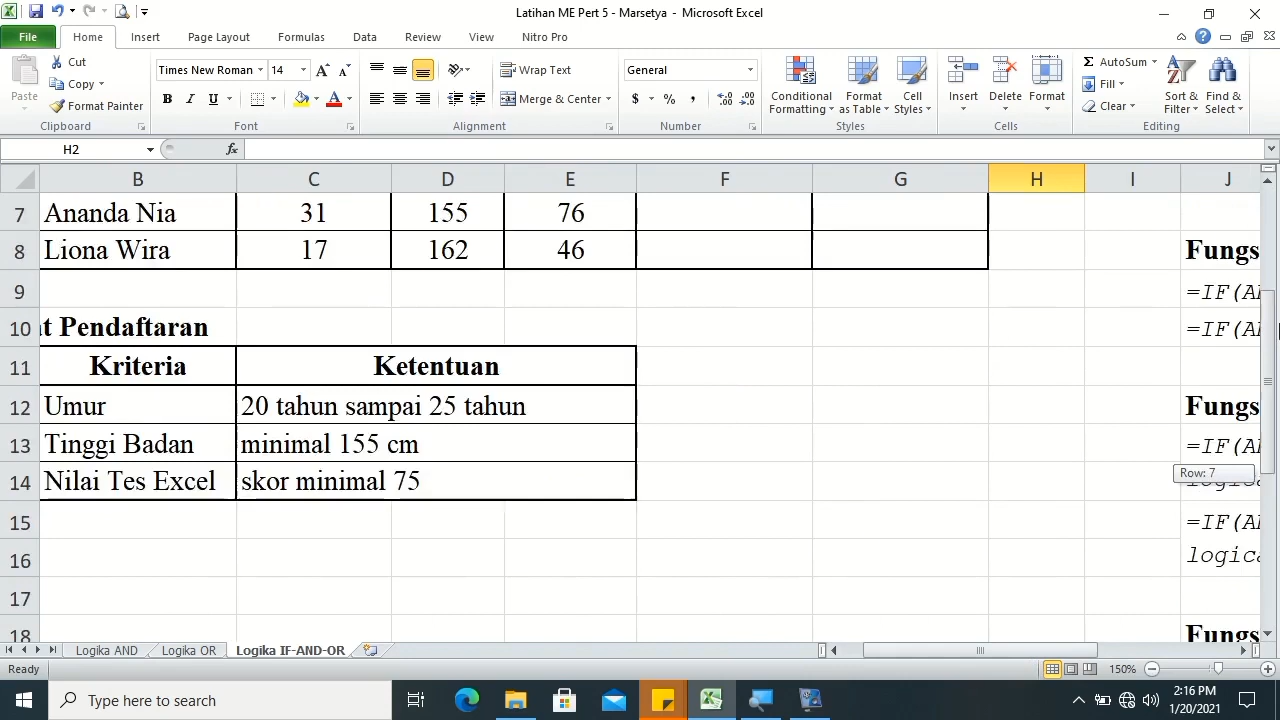 Latihan ME Pert 5 - Marsetya - Microsoft Excel
File Home Insert Page Layout Formulas Data Review View Nitro Pro
Paste Cut Copy Format Painter Clipboard
Times New Roman 14 B I U A Font
Wrap Text Merge & Center Alignment
General $ % , Number
Conditional Formatting Format as Table Cell Styles Styles
Insert Delete Format Cells
AutoSum Fill Clear Sort & Filter Find & Select Editing
H2 fx
B C D E F G H I J
7 Ananda Nia 31 155 76
8 Liona Wira 17 162 46 Fungs
9 =IF(AN
10 t Pendaftaran =IF(AN
11 Kriteria Ketentuan
12 Umur 20 tahun sampai 25 tahun Fungs
13 Tinggi Badan minimal 155 cm =IF(AN
14 Nilai Tes Excel skor minimal 75
Row: 7
15 =IF(AN
16 logica
17
18 Fungs
Logika AND Logika OR Logika IF-AND-OR
Ready 150%
Type here to search
2:16 PM
1/20/2021